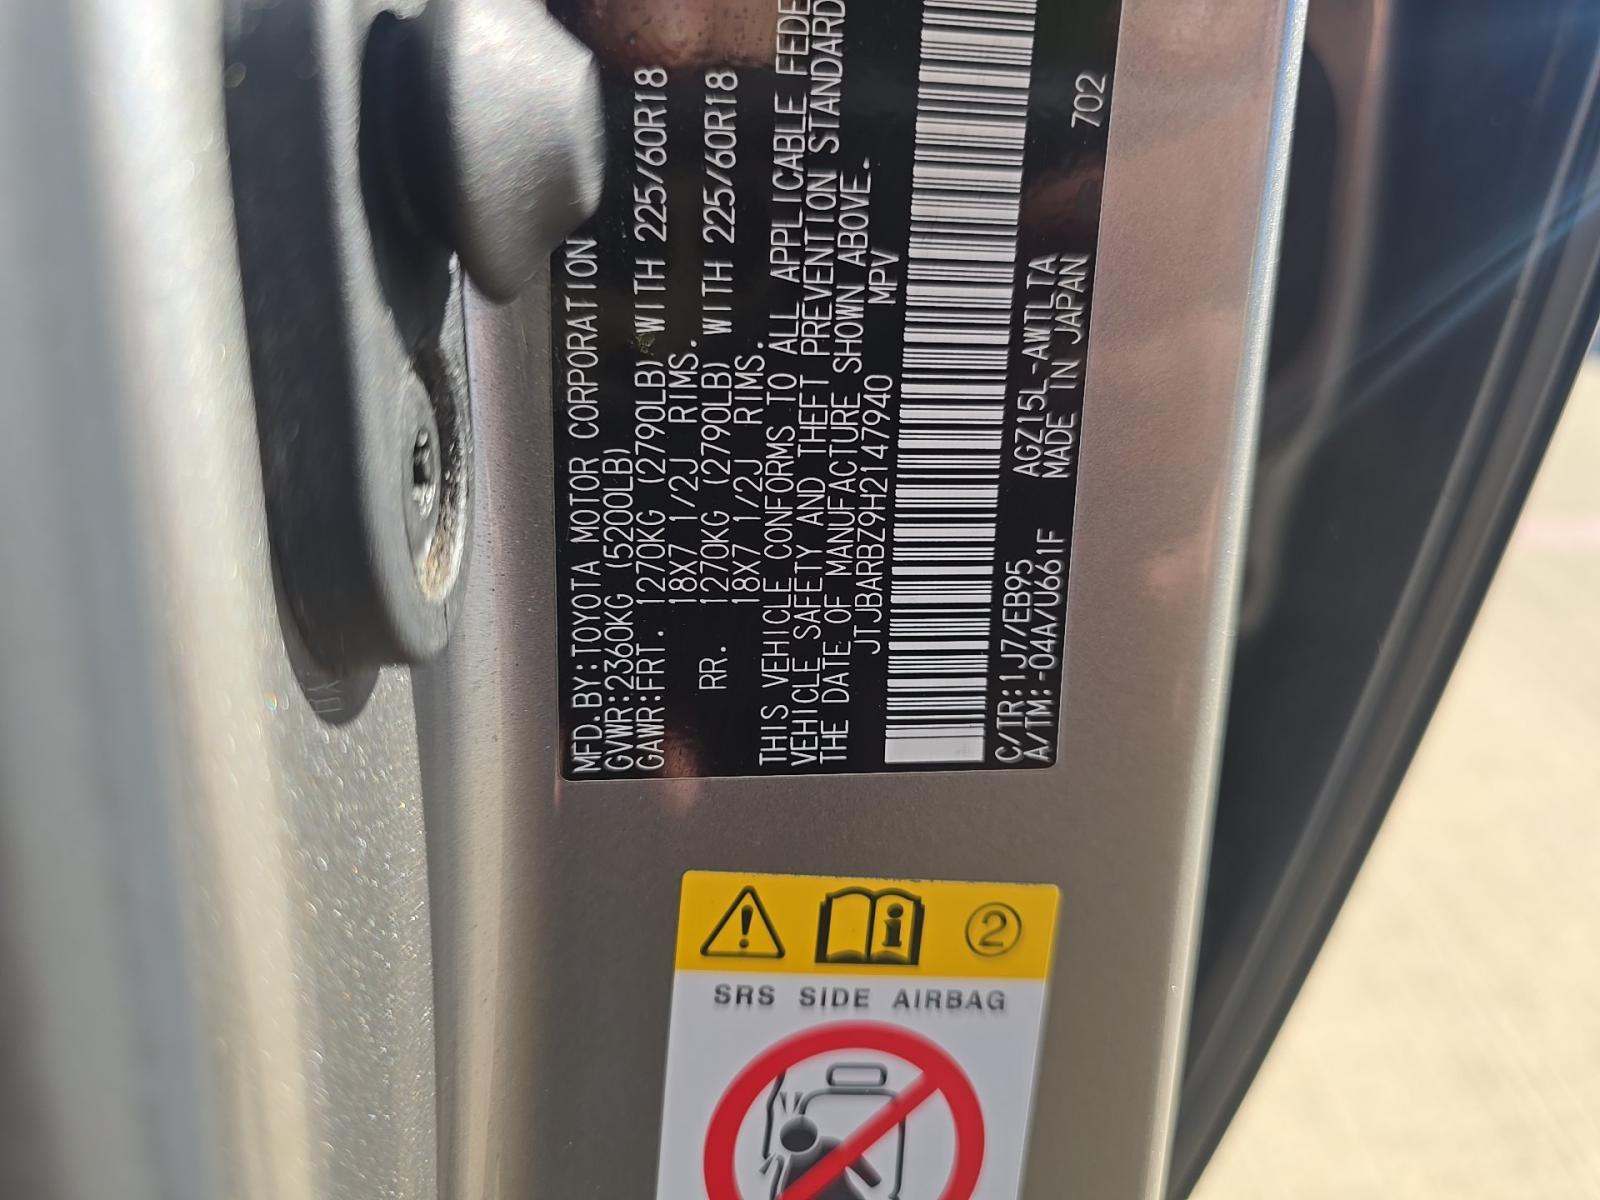 MFD.BY:TOYOTA MOTOR CORPORATION
GVWR:2360KG (5200LB)
GAWR:FRT. 1270KG (2790LB) WITH 225/60R18
18X7 1/2J RIMS.
RR. 1270KG (2790LB) WITH 225/60R18
18X7 1/2J RIMS.
THIS VEHICLE CONFORMS TO ALL APPLICABLE FEDE
VEHICLE SAFETY AND THEFT PREVENTION STANDARD
THE DATE OF MANUFACTURE SHOWN ABOVE.
JTJBARBZ9H2147940 MPV
C/TR:1J7/EB95 AGZ15L-AWTLTA 702
A/TM:-04A/U661F MADE IN JAPAN
2
SRS SIDE AIRBAG